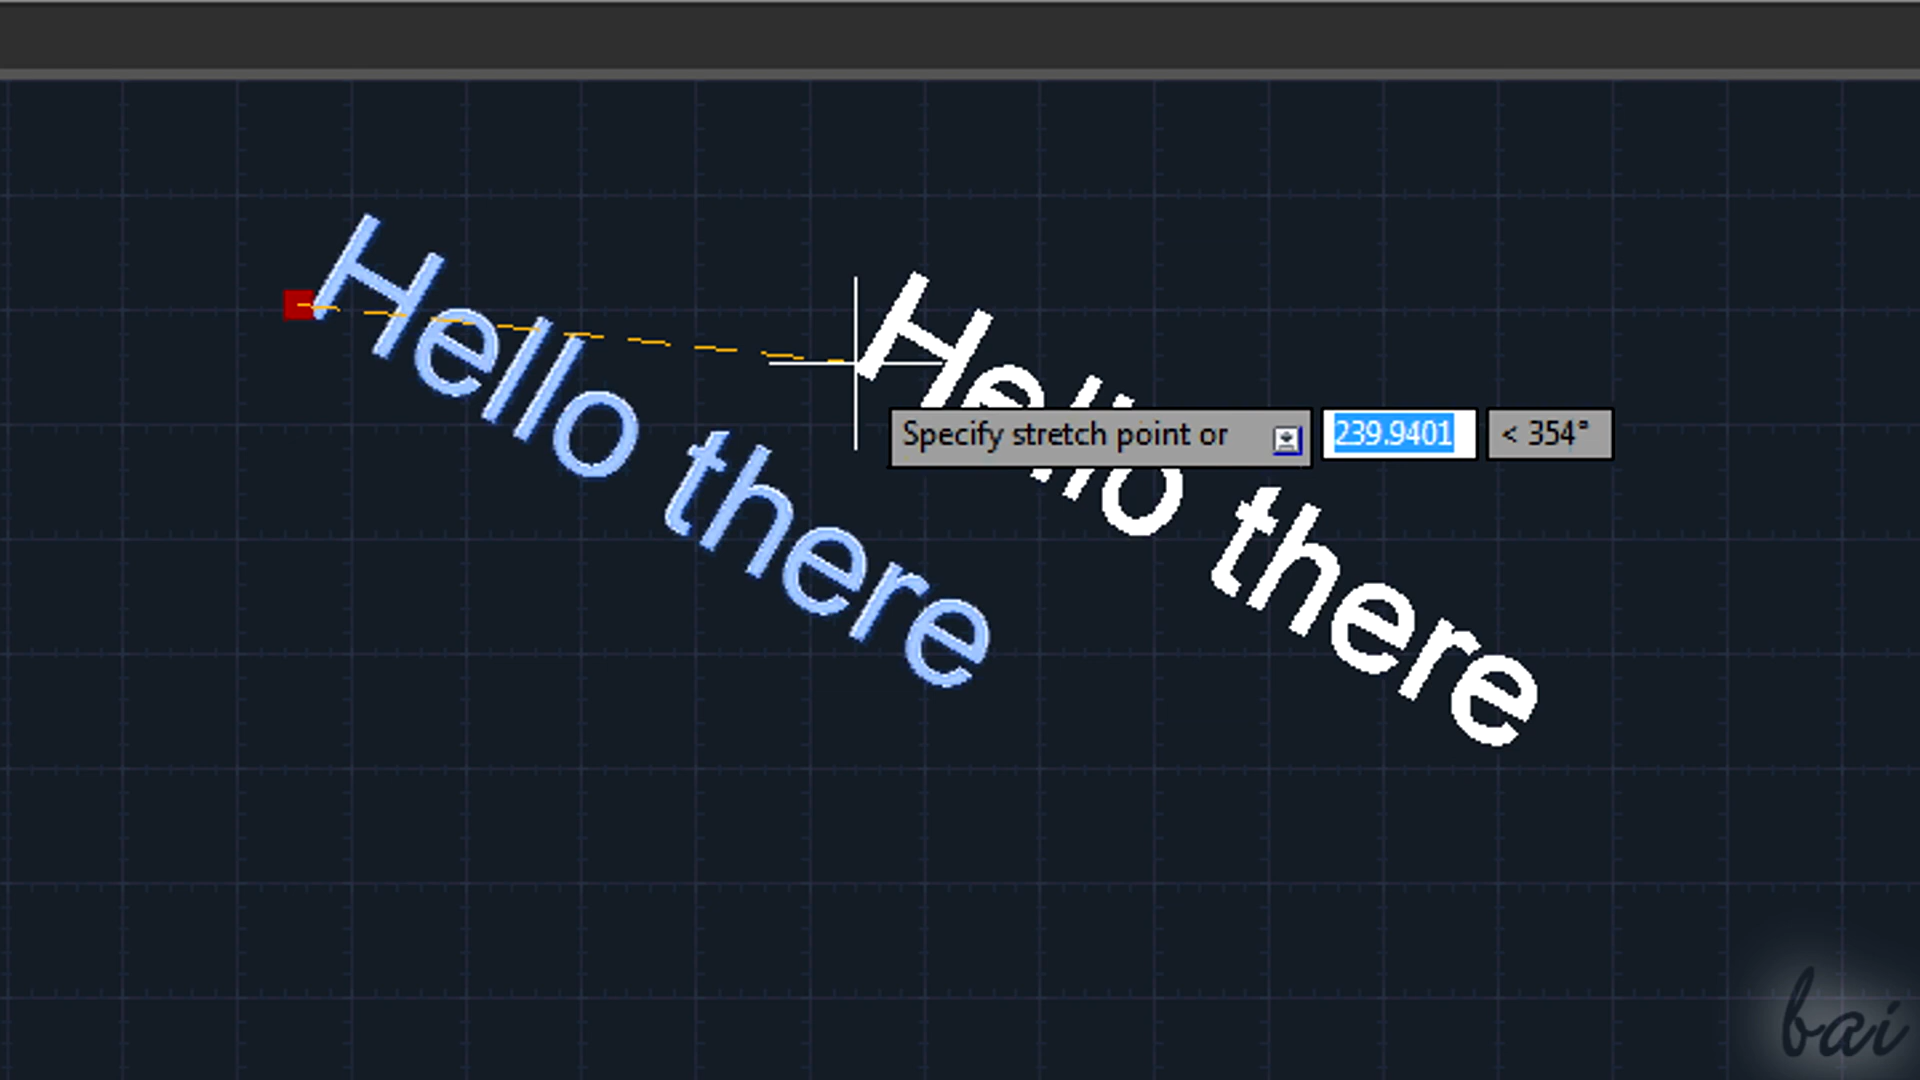 Hello there
Hello there
Specify stretch point or 239.9401 < 354°
bai